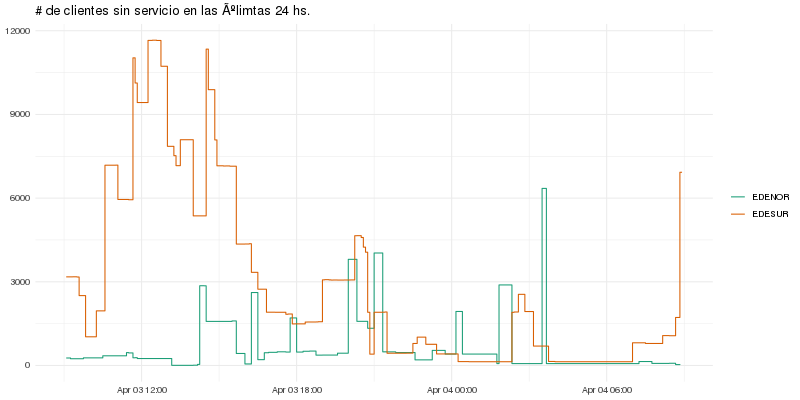 # de clientes sin servicio en las Ãºlimtas 24 hs.
12000
9000
6000
3000
0
Apr 03 12:00
Apr 03 18:00
Apr 04 00:00
Apr 04 06:00
EDENOR
EDESUR